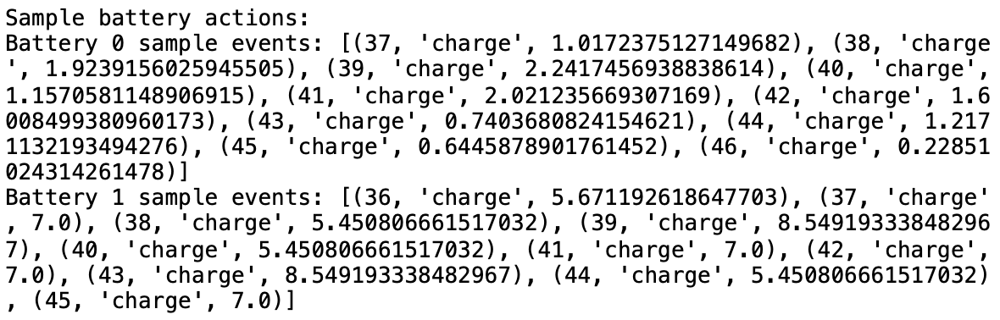 Sample battery actions:
Battery 0 sample events: [(37, 'charge', 1.0172375127149682), (38, 'charge
', 1.9239156025945505), (39, 'charge', 2.2417456938838614), (40, 'charge',
1.1570581148906915), (41, 'charge', 2.021235669307169), (42, 'charge', 1.6
008499380960173), (43, 'charge', 0.7403680824154621), (44, 'charge', 1.217
1132193494276), (45, 'charge', 0.6445878901761452), (46, 'charge', 0.22851
024314261478)]
Battery 1 sample events: [(36, 'charge', 5.671192618647703), (37, 'charge'
, 7.0), (38, 'charge', 5.450806661517032), (39, 'charge', 8.54919333848296
7), (40, 'charge', 5.450806661517032), (41, 'charge', 7.0), (42, 'charge',
7.0), (43, 'charge', 8.549193338482967), (44, 'charge', 5.450806661517032)
, (45, 'charge', 7.0)]